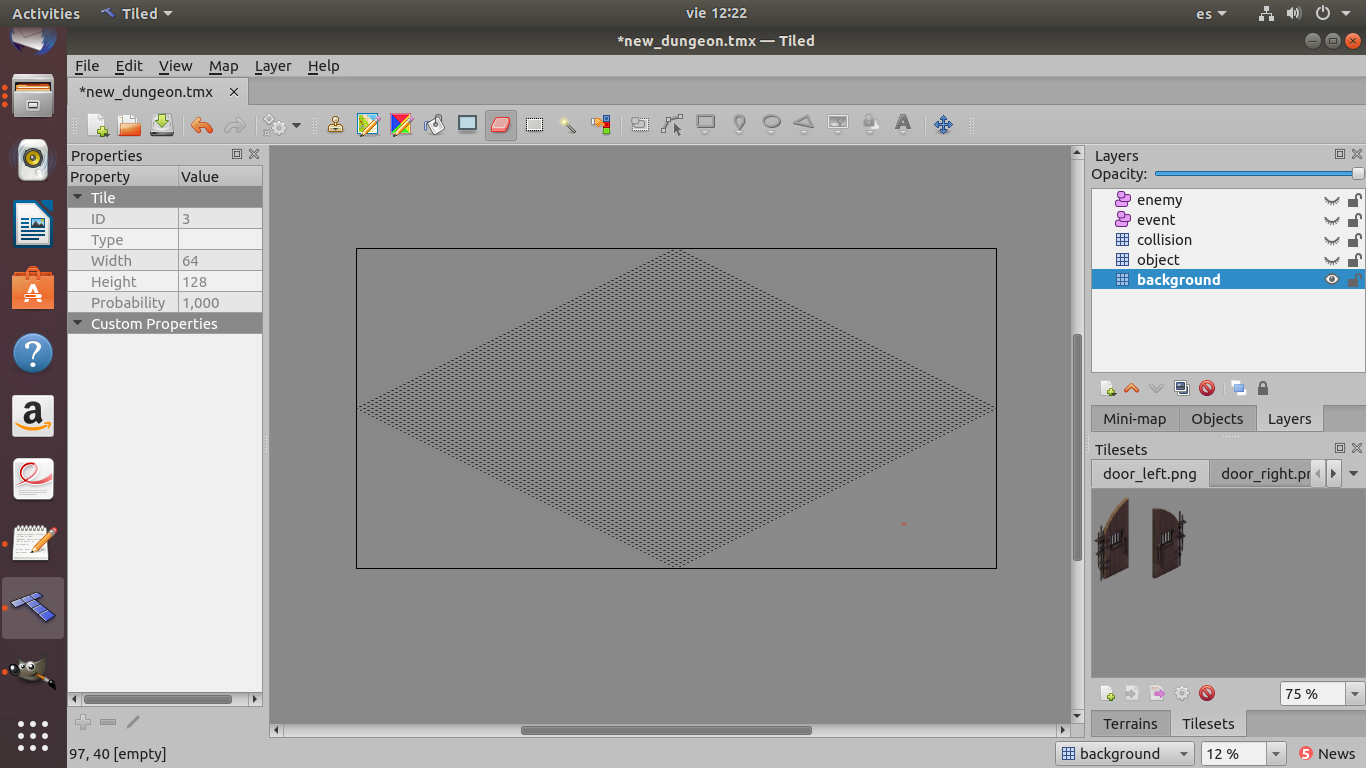 Activities Tiled vie 12:22 es
*new_dungeon.tmx — Tiled
File Edit View Map Layer Help
*new_dungeon.tmx
Properties
Property Value
Tile
ID 3
Type
Width 64
Height 128
Probability 1,000
Custom Properties
97, 40 [empty]
Layers
Opacity:
enemy
event
collision
object
background
Mini-map Objects Layers
Tilesets
door_left.png door_right.pr
75 %
Terrains Tilesets
background 12 % 5 News